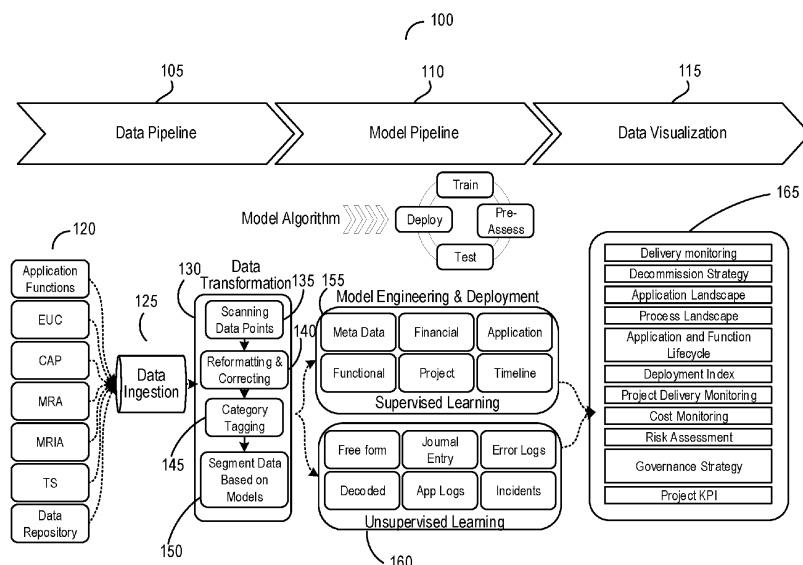 100
105
110
115
Data Pipeline
Model Pipeline
Data Visualization
Model Algorithm
Train
Deploy
Pre-
Assess
Test
165
120
Application
Functions
EUC
CAP
MRA
MRIA
TS
Data
Repository
125
Data
Ingestion
130
Data
Transformation
135
Scanning
Data Points
140
Reformatting &
Correcting
Category
Tagging
145
Segment Data
Based on
Models
150
155
Model Engineering & Deployment
Meta Data
Financial
Application
Functional
Project
Timeline
Supervised Learning
Free form
Journal
Entry
Error Logs
Decoded
App Logs
Incidents
Unsupervised Learning
160
Delivery monitoring
Decommission Strategy
Application Landscape
Process Landscape
Application and Function
Lifecycle
Deployment Index
Project Delivery Monitoring
Cost Monitoring
Risk Assessment
Governance Strategy
Project KPI